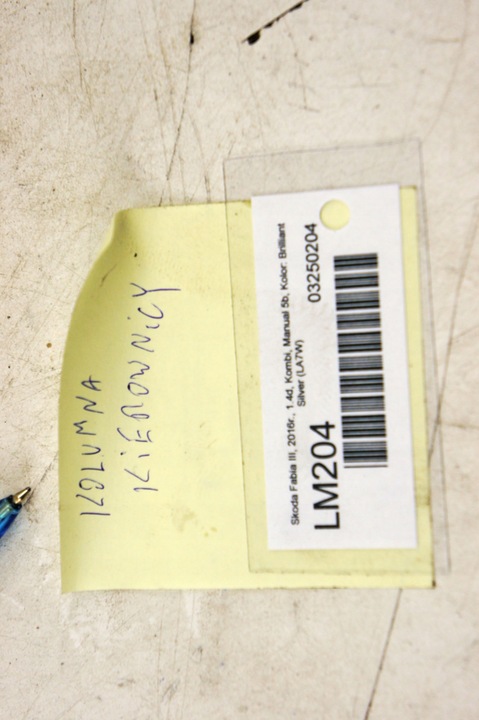 KOLUMNA
KiEROWNiCY
Skoda Fabia III, 2016r., 1.4d, Kombi, Manual 5b, Kolor: Brilliant
Silver (LA7W)
LM204
03250204